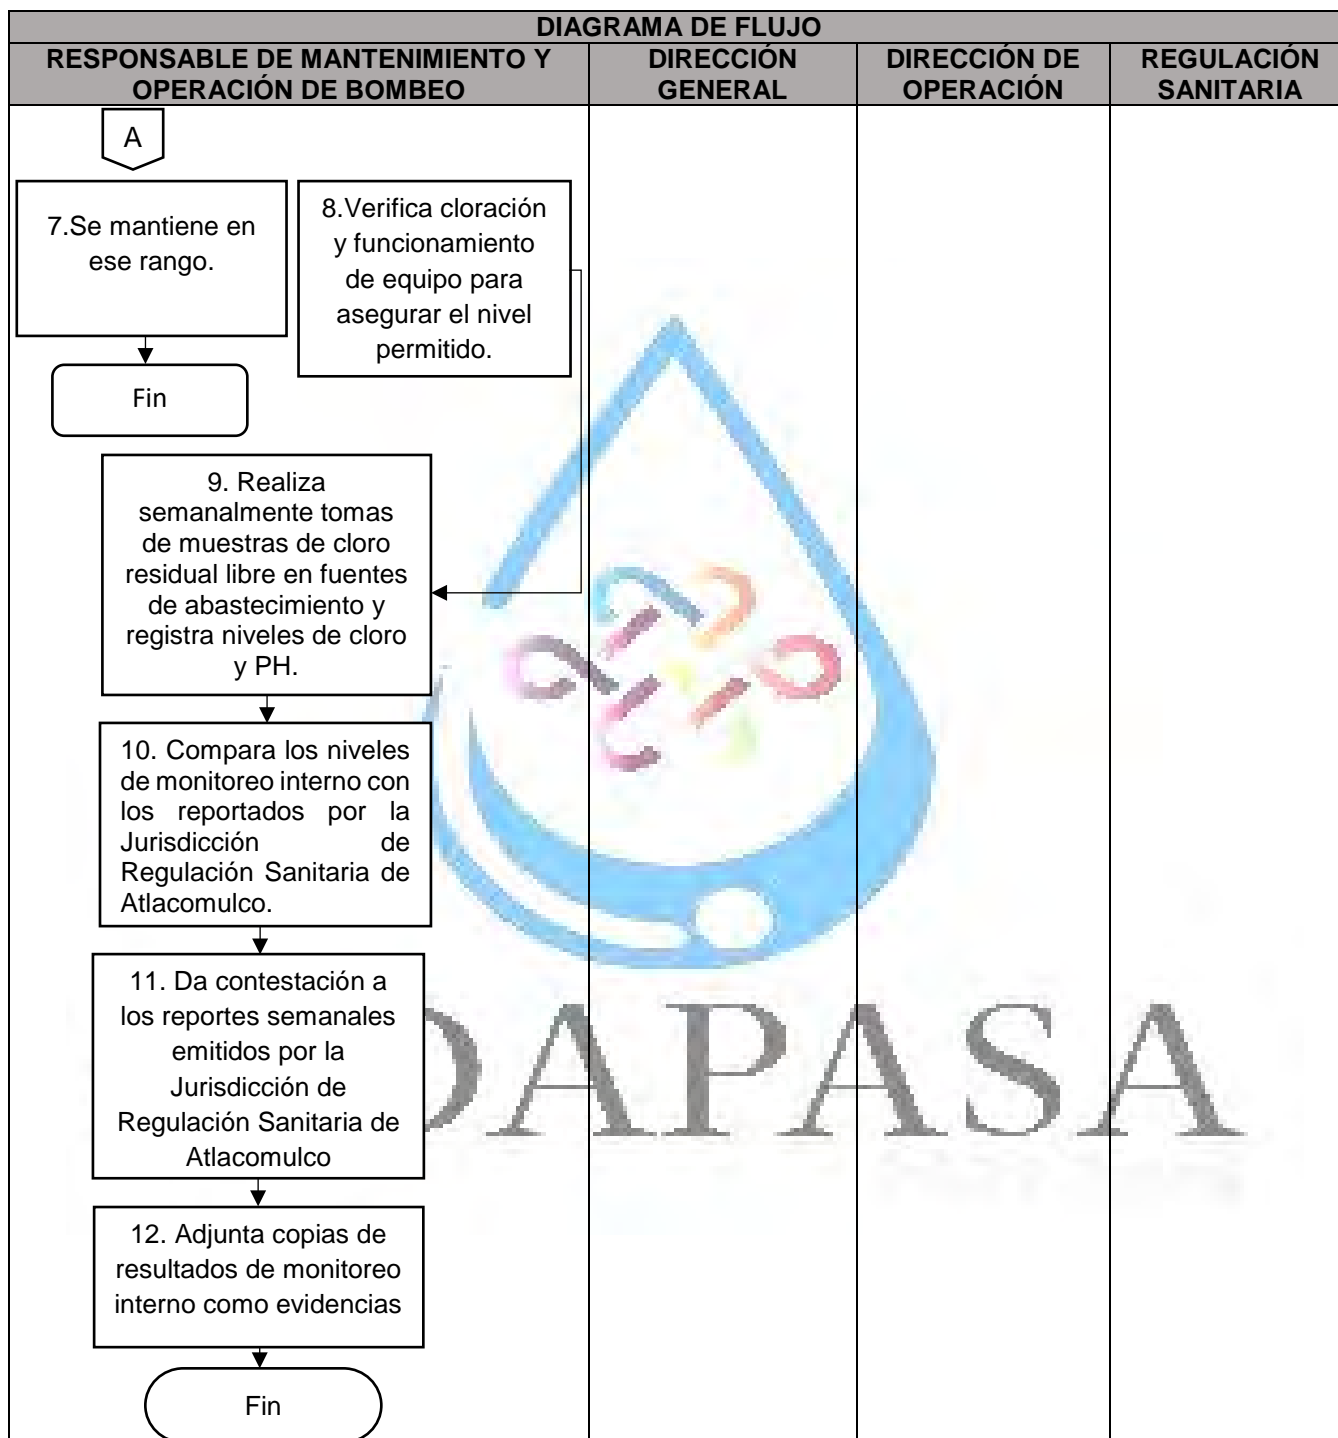 DIAGRAMA DE FLUJO
RESPONSABLE DE MANTENIMIENTO Y
OPERACIÓN DE BOMBEO
DIRECCIÓN
GENERAL
DIRECCIÓN DE
OPERACIÓN
REGULACIÓN
SANITARIA
A
7.Se mantiene en
ese rango.
8.Verifica cloración
y funcionamiento
de equipo para
asegurar el nivel
permitido.
Fin
9. Realiza
semanalmente tomas
de muestras de cloro
residual libre en fuentes
de abastecimiento y
registra niveles de cloro
y PH.
10. Compara los niveles
de monitoreo interno con
los reportados por la
Jurisdicción de
Regulación Sanitaria de
Atlacomulco.
11. Da contestación a
los reportes semanales
emitidos por la
Jurisdicción de
Regulación Sanitaria de
Atlacomulco
12. Adjunta copias de
resultados de monitoreo
interno como evidencias
Fin
DAPASA